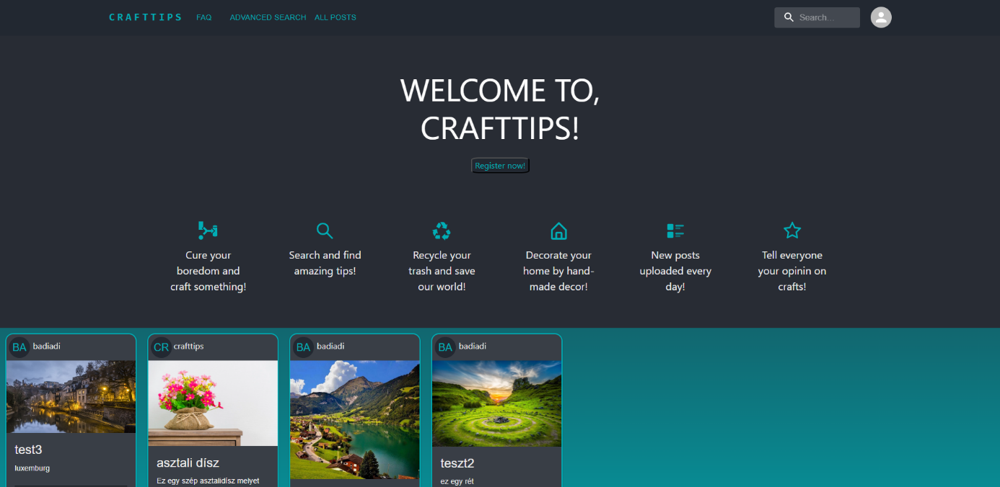 CRAFTTIPS FAQ ADVANCED SEARCH ALL POSTS Search...
WELCOME TO,
CRAFTTIPS!
Register now!
Cure your
boredom and
craft something!
Search and find
amazing tips!
Recycle your
trash and save
our world!
Decorate your
home by hand-
made decor!
New posts
uploaded every
day!
Tell everyone
your opinin on
crafts!
BA badiadi
test3
luxemburg
CR crafttips
asztali dísz
Ez egy szép asztalidísz melyet
BA badiadi
BA badiadi
teszt2
ez egy rét